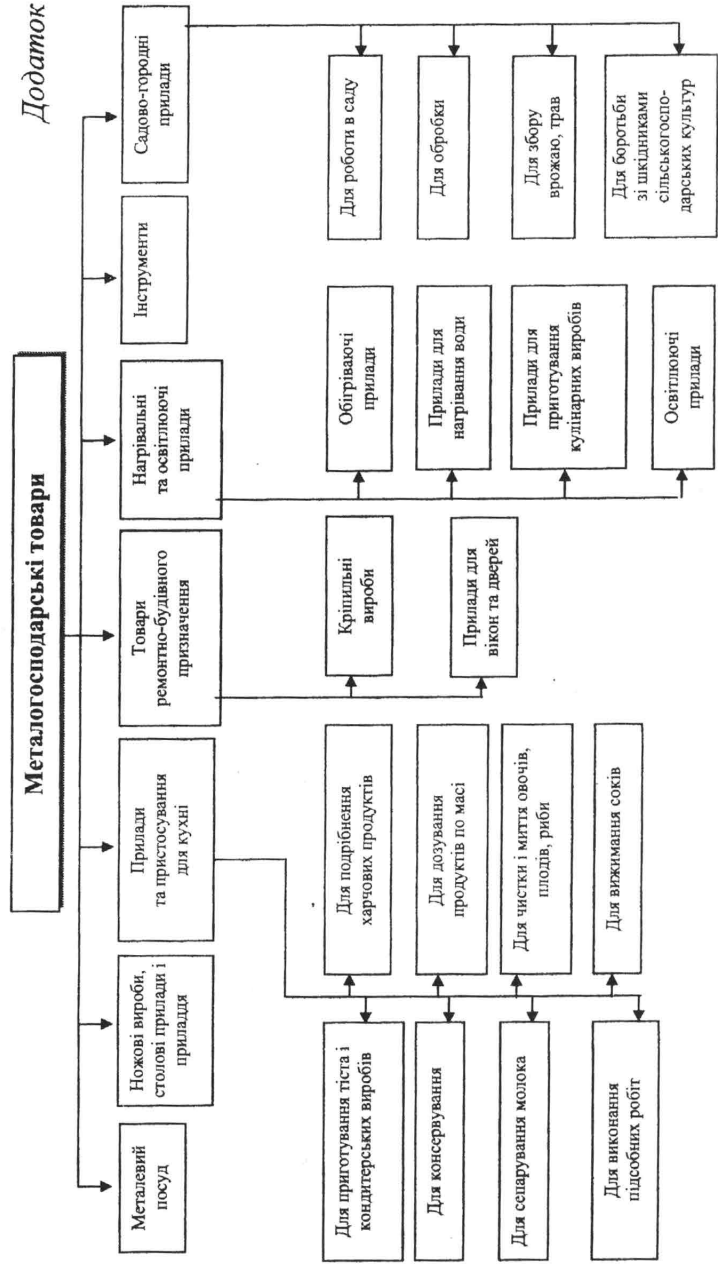 Додаток
Металогосподарські товари
Металевий
посуд
Ножові вироби,
столові прилади і
приладдя
Прилади
та пристосування
для кухні
Товари
ремонтно-будівного
призначення
Нагрівальні
та освітлюючі
прилади
Інструменти
Садово-городні
прилади
Для приготування тіста і
кондитерських виробів
Для консервування
Для сепарування молока
Для виконання
підсобних робіт
Для подрібнення
харчових продуктів
Для дозування
продуктів по масі
Для чистки і миття овочів,
плодів, риби
Для вижимання соків
Кріпильні
вироби
Прилади для
вікон та дверей
Обігріваючі
прилади
Прилади для
нагрівання води
Прилади для
приготування
кулінарних виробів
Освітлюючі
прилади
Для роботи в саду
Для обробки
Для збору
врожаю, трав
Для боротьби
зі шкідниками
сільськогоспо-
дарських культур